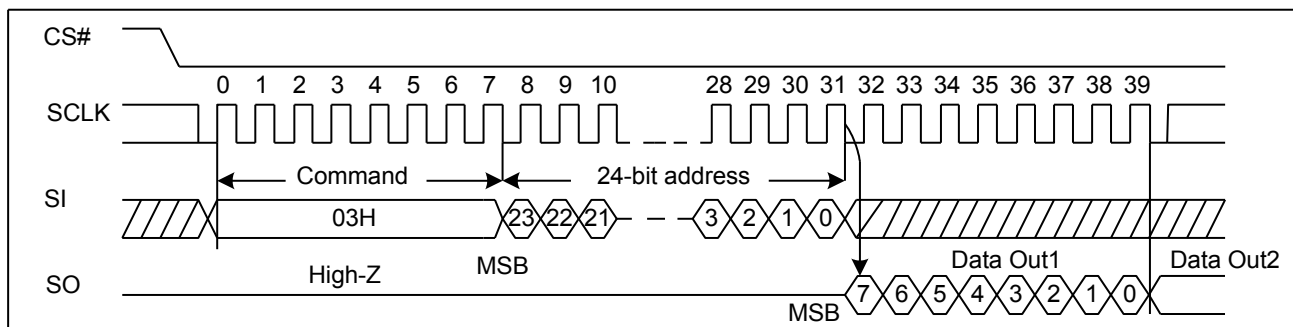 CS#
0 1 2 3 4 5 6 7 8 9 10 28 29 30 31 32 33 34 35 36 37 38 39
SCLK
Command 24-bit address
SI
03H 23 22 21 3 2 1 0
High-Z MSB Data Out1 Data Out2
SO
MSB 7 6 5 4 3 2 1 0